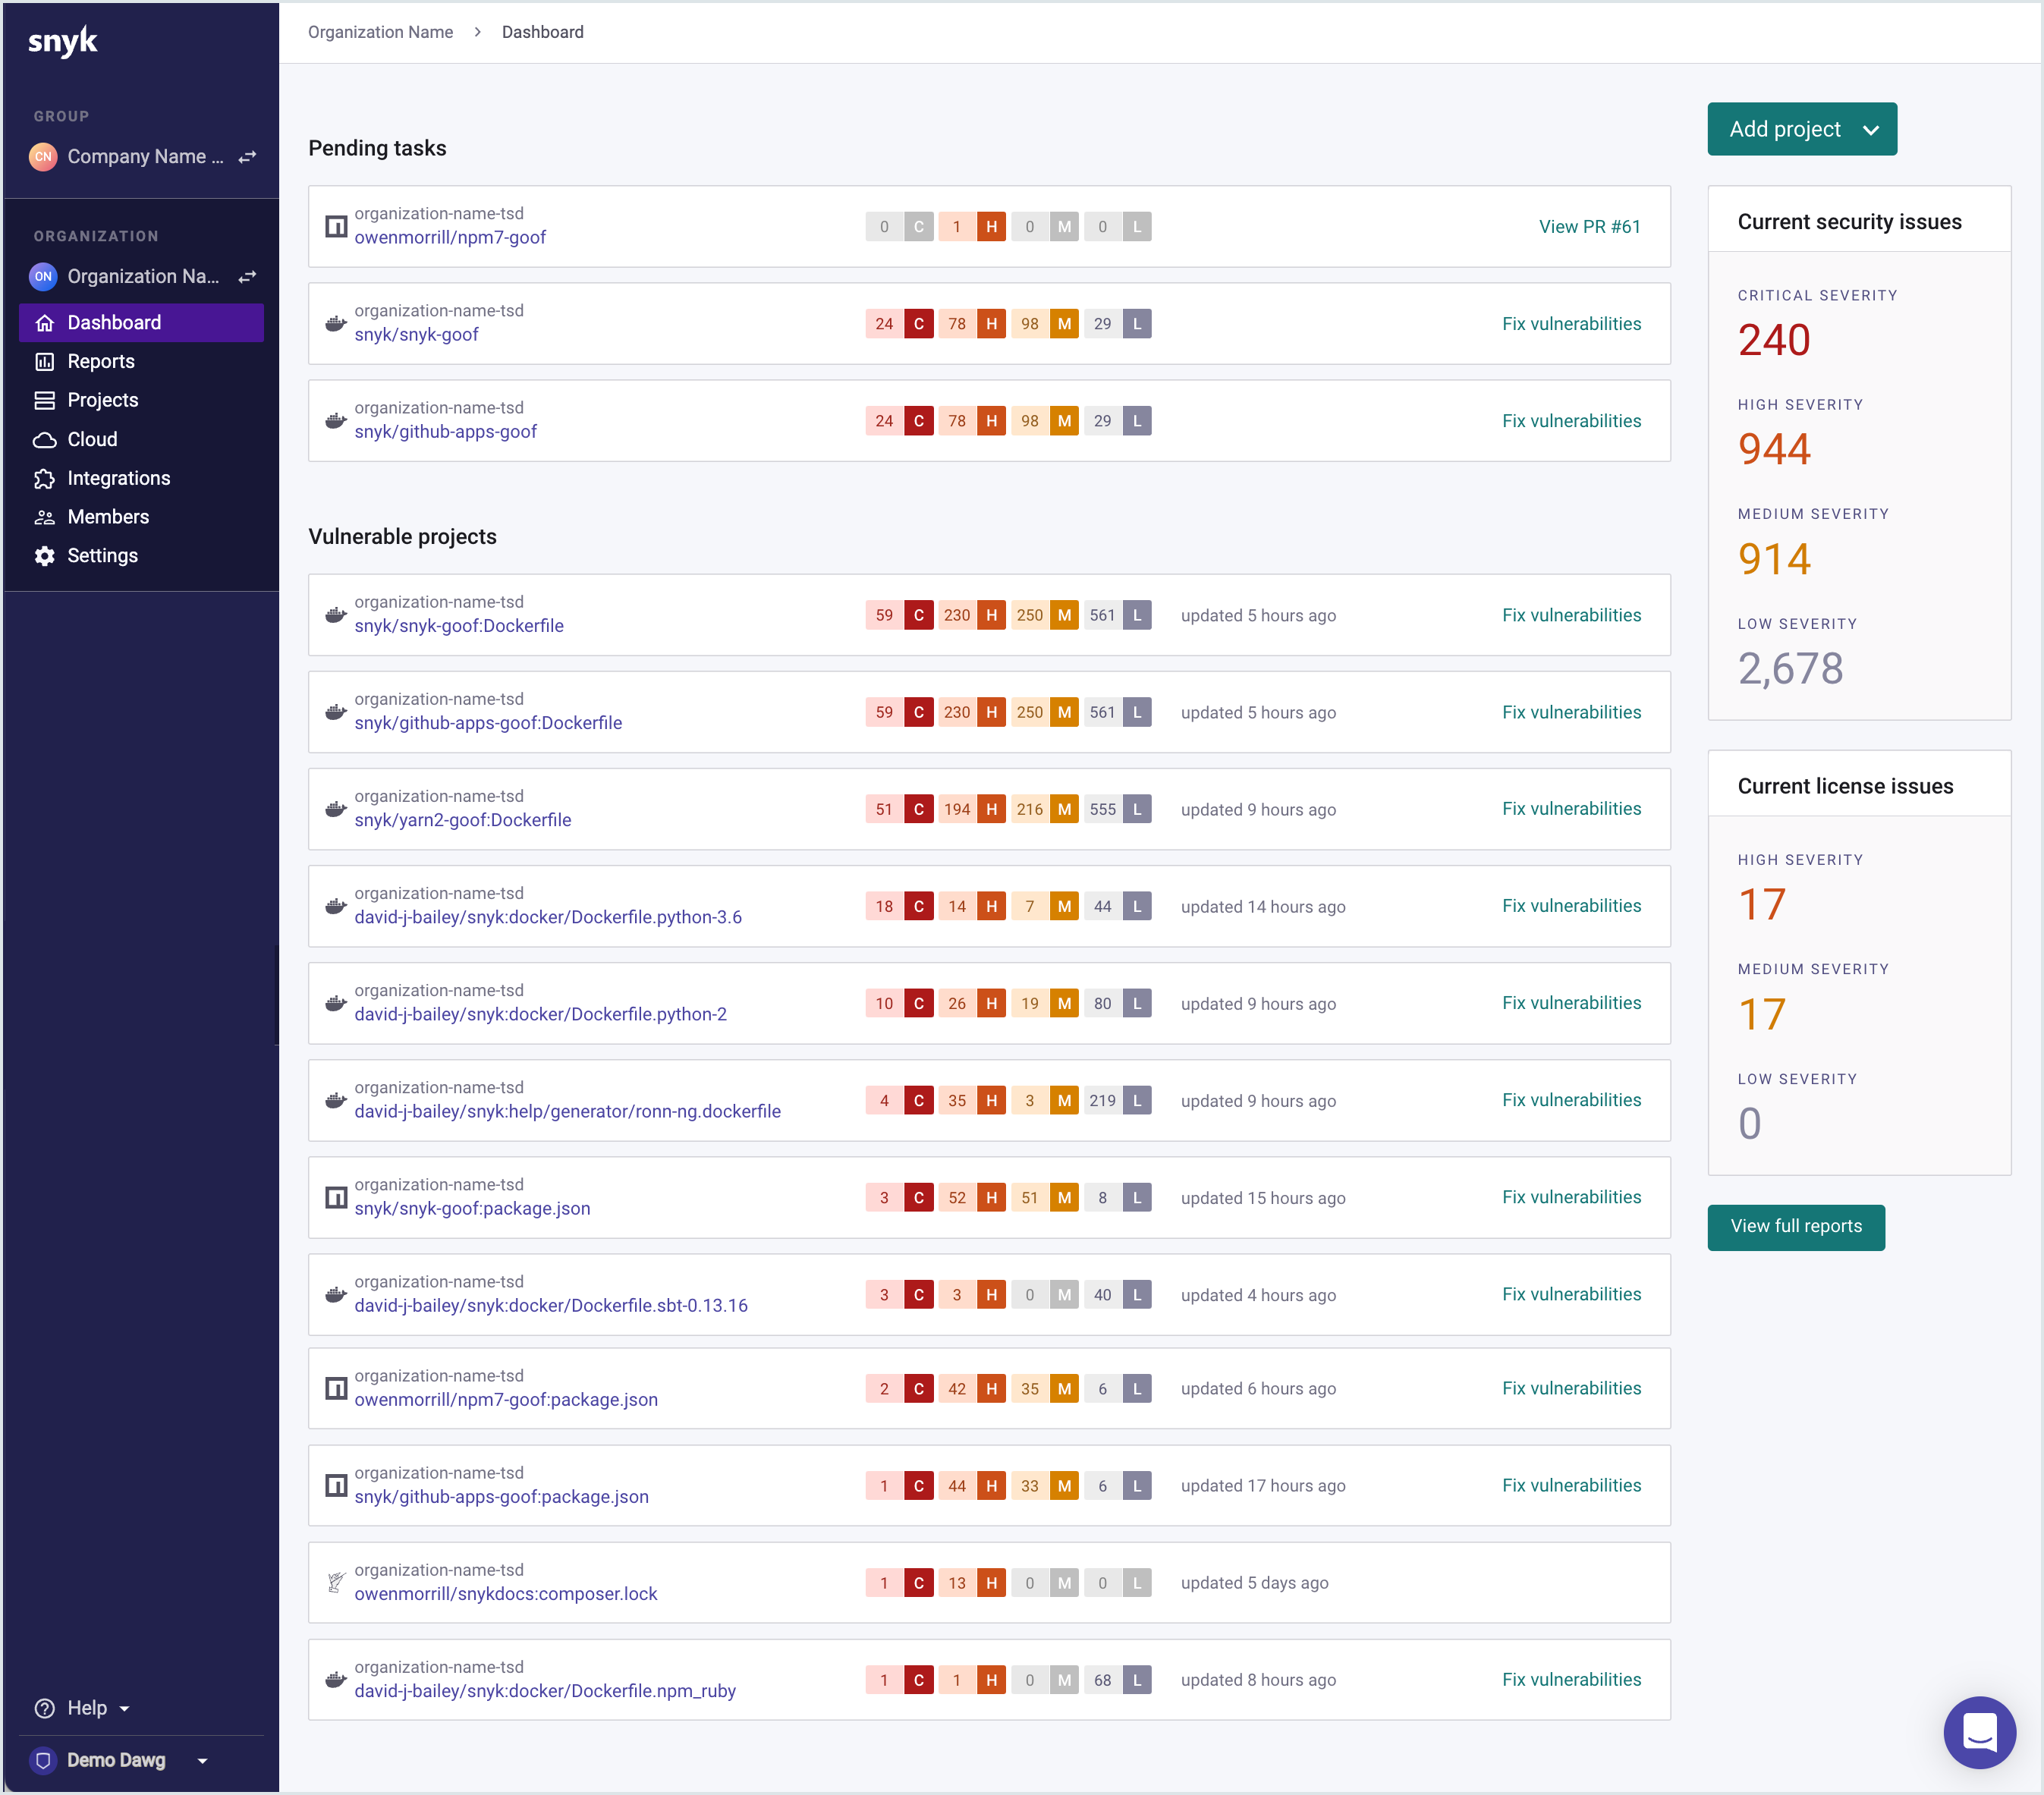 snyk
GROUP
CN Company Name ...
ORGANIZATION
ON Organization Na...
Dashboard
Reports
Projects
Cloud
Integrations
Members
Settings
Help
Demo Dawg
Organization Name > Dashboard
Add project
Pending tasks
organization-name-tsd
owenmorrill/npm7-goof
0 C 1 H 0 M 0 L View PR #61
organization-name-tsd
snyk/snyk-goof
24 C 78 H 98 M 29 L Fix vulnerabilities
organization-name-tsd
snyk/github-apps-goof
24 C 78 H 98 M 29 L Fix vulnerabilities
Vulnerable projects
organization-name-tsd
snyk/snyk-goof:Dockerfile
59 C 230 H 250 M 561 L updated 5 hours ago Fix vulnerabilities
organization-name-tsd
snyk/github-apps-goof:Dockerfile
59 C 230 H 250 M 561 L updated 5 hours ago Fix vulnerabilities
organization-name-tsd
snyk/yarn2-goof:Dockerfile
51 C 194 H 216 M 555 L updated 9 hours ago Fix vulnerabilities
organization-name-tsd
david-j-bailey/snyk:docker/Dockerfile.python-3.6
18 C 14 H 7 M 44 L updated 14 hours ago Fix vulnerabilities
organization-name-tsd
david-j-bailey/snyk:docker/Dockerfile.python-2
10 C 26 H 19 M 80 L updated 9 hours ago Fix vulnerabilities
organization-name-tsd
david-j-bailey/snyk:help/generator/ronn-ng.dockerfile
4 C 35 H 3 M 219 L updated 9 hours ago Fix vulnerabilities
organization-name-tsd
snyk/snyk-goof:package.json
3 C 52 H 51 M 8 L updated 15 hours ago Fix vulnerabilities
organization-name-tsd
david-j-bailey/snyk:docker/Dockerfile.sbt-0.13.16
3 C 3 H 0 M 40 L updated 4 hours ago Fix vulnerabilities
organization-name-tsd
owenmorrill/npm7-goof:package.json
2 C 42 H 35 M 6 L updated 6 hours ago Fix vulnerabilities
organization-name-tsd
snyk/github-apps-goof:package.json
1 C 44 H 33 M 6 L updated 17 hours ago Fix vulnerabilities
organization-name-tsd
owenmorrill/snykdocs:composer.lock
1 C 13 H 0 M 0 L updated 5 days ago
organization-name-tsd
david-j-bailey/snyk:docker/Dockerfile.npm_ruby
1 C 1 H 0 M 68 L updated 8 hours ago Fix vulnerabilities
Current security issues
CRITICAL SEVERITY
240
HIGH SEVERITY
944
MEDIUM SEVERITY
914
LOW SEVERITY
2,678
Current license issues
HIGH SEVERITY
17
MEDIUM SEVERITY
17
LOW SEVERITY
0
View full reports